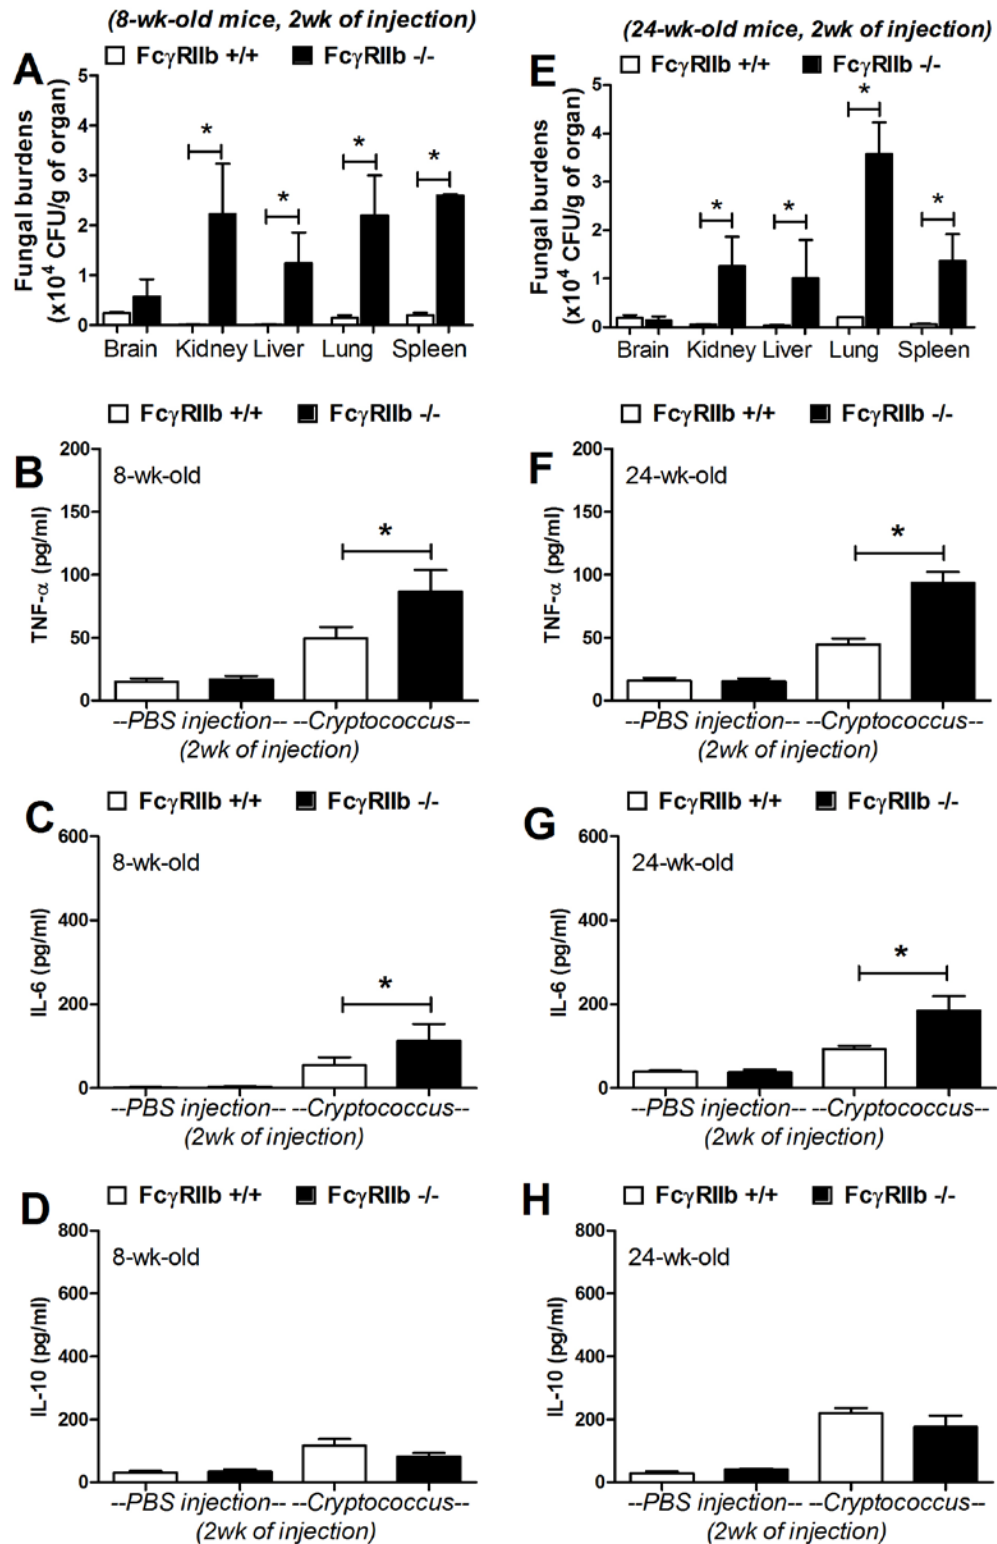 (8-wk-old mice, 2wk of injection)
A
FcγRIIb +/+ FcγRIIb -/-
Fungal burdens
(x10⁴ CFU/g of organ)
5
4
3
2
1
0
* * * *
Brain Kidney Liver Lung Spleen
(24-wk-old mice, 2wk of injection)
E
FcγRIIb +/+ FcγRIIb -/-
Fungal burdens
(x10⁴ CFU/g of organ)
5
4
3
2
1
0
* * * *
Brain Kidney Liver Lung Spleen
FcγRIIb +/+ FcγRIIb -/-
B
8-wk-old
TNF-α (pg/ml)
200
150
100
50
0
*
--PBS injection-- --Cryptococcus--
(2wk of injection)
FcγRIIb +/+ FcγRIIb -/-
F
24-wk-old
TNF-α (pg/ml)
200
150
100
50
0
*
--PBS injection-- --Cryptococcus--
(2wk of injection)
FcγRIIb +/+ FcγRIIb -/-
C
8-wk-old
IL-6 (pg/ml)
600
400
200
0
*
--PBS injection-- --Cryptococcus--
(2wk of injection)
FcγRIIb +/+ FcγRIIb -/-
G
24-wk-old
IL-6 (pg/ml)
600
400
200
0
*
--PBS injection-- --Cryptococcus--
(2wk of injection)
FcγRIIb +/+ FcγRIIb -/-
D
8-wk-old
IL-10 (pg/ml)
800
600
400
200
0
--PBS injection-- --Cryptococcus--
(2wk of injection)
FcγRIIb +/+ FcγRIIb -/-
H
24-wk-old
IL-10 (pg/ml)
800
600
400
200
0
--PBS injection-- --Cryptococcus--
(2wk of injection)